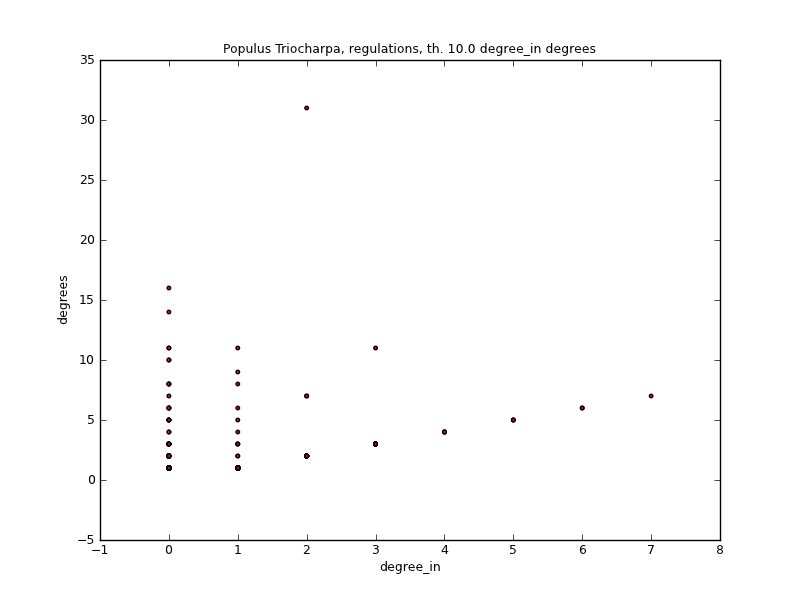 Populus Triocharpa, regulations, th. 10.0 degree_in degrees
35
30
25
20
15
10
5
0
−5
degrees
−1 0 1 2 3 4 5 6 7 8
degree_in